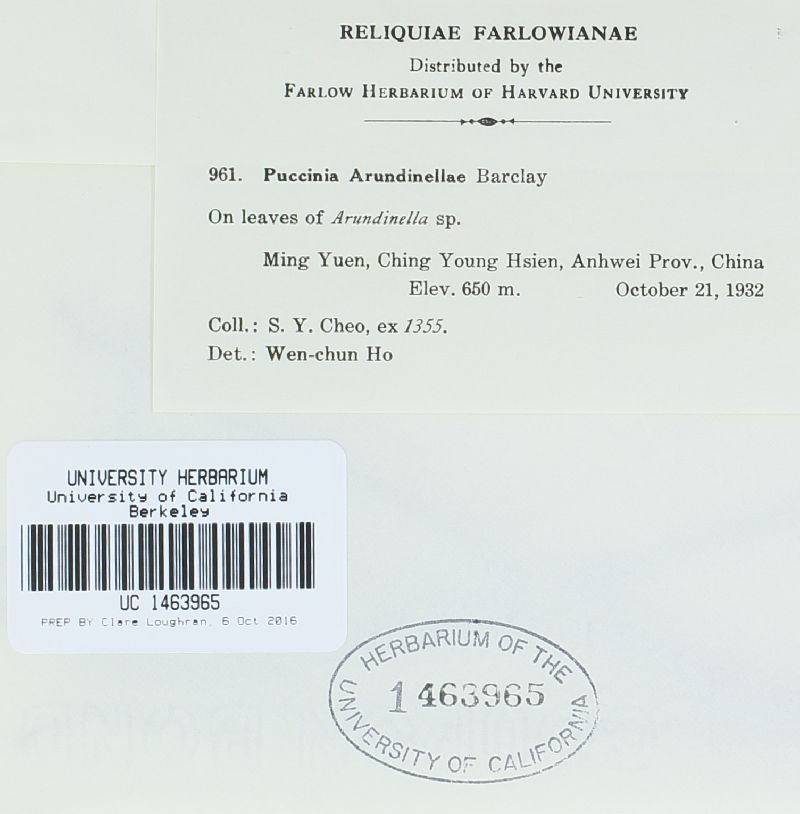 RELIQUIAE FARLOWIANAE
Distributed by the
FARLOW HERBARIUM OF HARVARD UNIVERSITY
961. Puccinia Arundinellae Barclay
On leaves of Arundinella sp.
Ming Yuen, Ching Young Hsien, Anhwei Prov., China
Elev. 650 m. October 21, 1932
Coll.: S. Y. Cheo, ex 1355.
Det.: Wen-chun Ho
UNIVERSITY HERBARIUM
University of California
Berkeley
UC 1463965
PREP BY Clare Loughran, 6 Oct 2016
HERBARIUM OF THE
1463965
UNIVERSITY OF CALIFORNIA